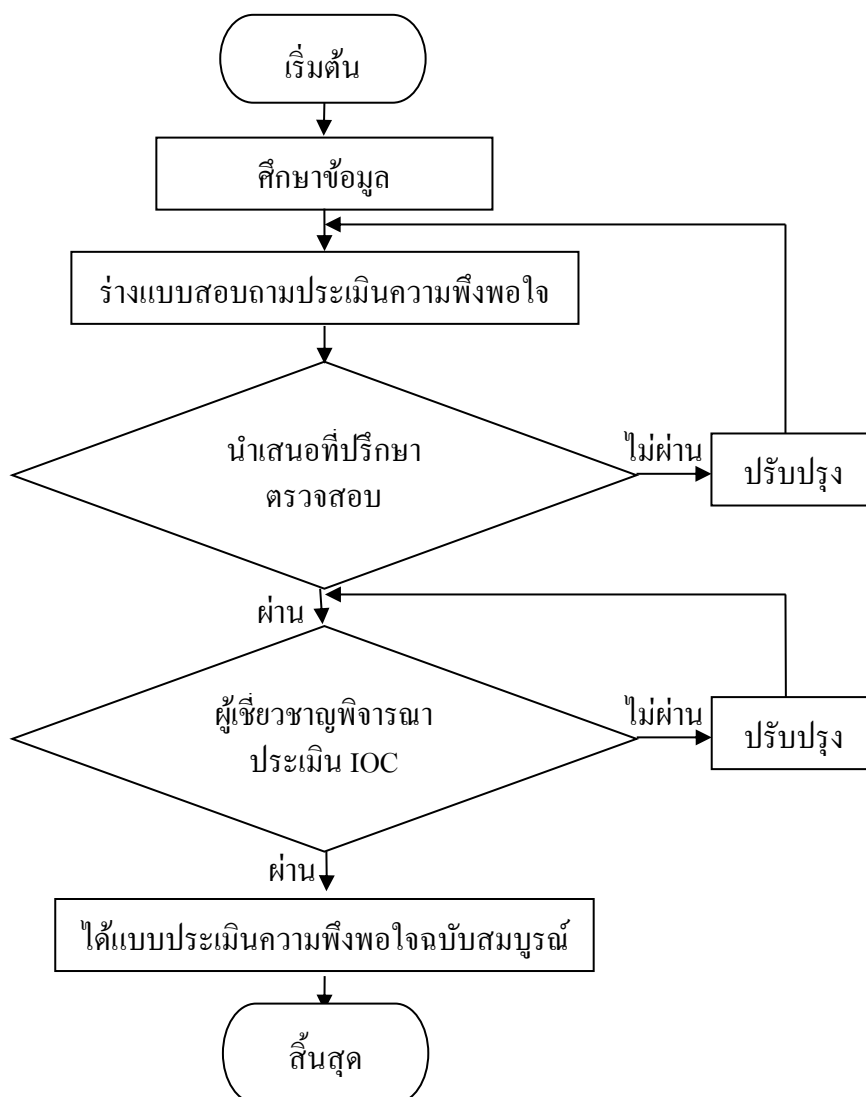 เริ่มต้น
ศึกษาข้อมูล
ร่างแบบสอบถามประเมินความพึงพอใจ
นำเสนอที่ปรึกษา
ตรวจสอบ
ไม่ผ่าน
ปรับปรุง
ผ่าน
ผู้เชี่ยวชาญพิจารณา
ประเมิน IOC
ไม่ผ่าน
ปรับปรุง
ผ่าน
ได้แบบประเมินความพึงพอใจฉบับสมบูรณ์
สิ้นสุด